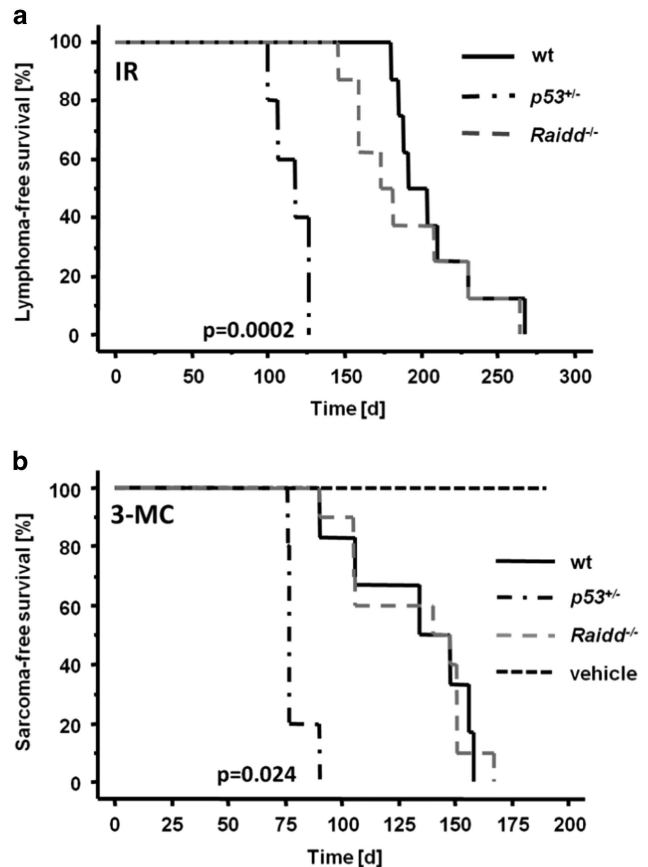 a
Lymphoma-free survival [%]
100
80
60
40
20
0
IR
wt
p53+/-
Raidd-/-
p=0.0002
0 50 100 150 200 250 300
Time [d]
b
Sarcoma-free survival [%]
100
80
60
40
20
0
3-MC
wt
p53+/-
Raidd-/-
vehicle
p=0.024
0 25 50 75 100 125 150 175 200
Time [d]